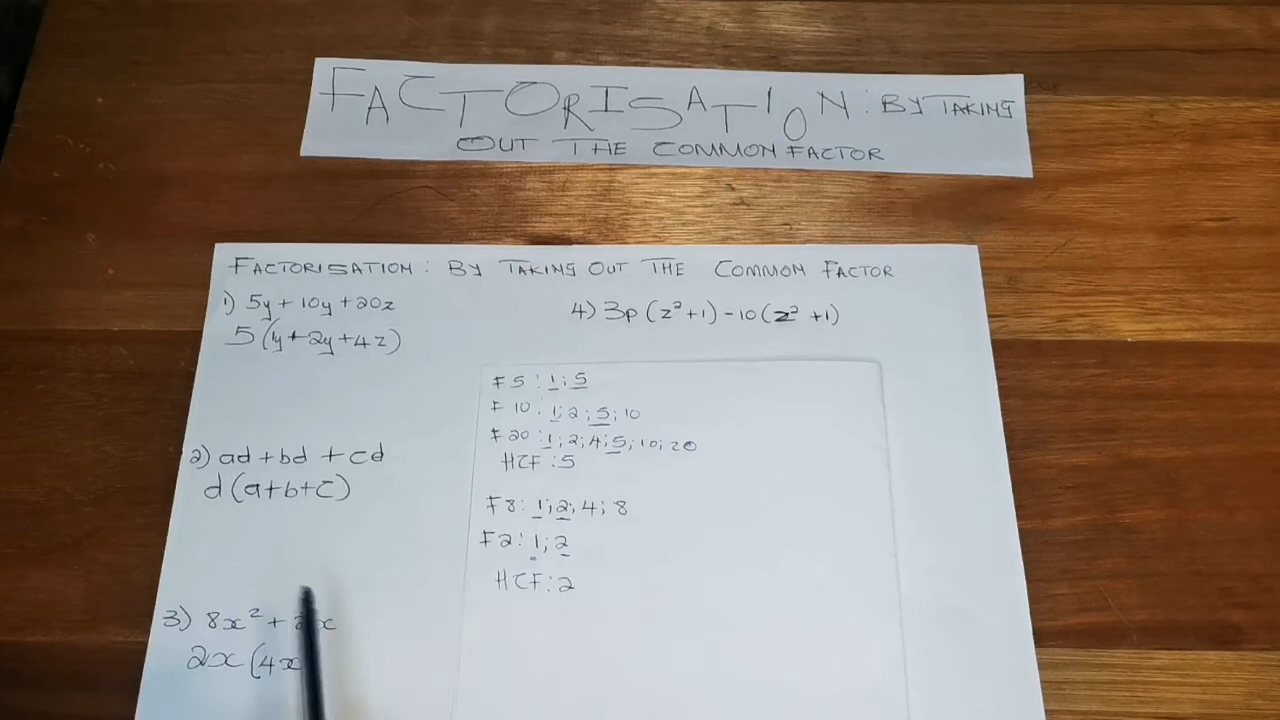 FACTORISATION: BY TAKING
OUT THE COMMON FACTOR
FACTORISATION: BY TAKING OUT THE COMMON FACTOR
1) 5y + 10y + 20z
5(y+2y+4z)
2) ad + bd + cd
d(a+b+c)
3) 8x² +
2x(4x
4) 3p(z²+1) - 10(z² +1)
F5: 1; 5
F10: 1; 2; 5; 10
F20: 1; 2; 4; 5; 10; 20
HCF: 5
F8: 1; 2; 4; 8
F2: 1; 2
HCF: 2